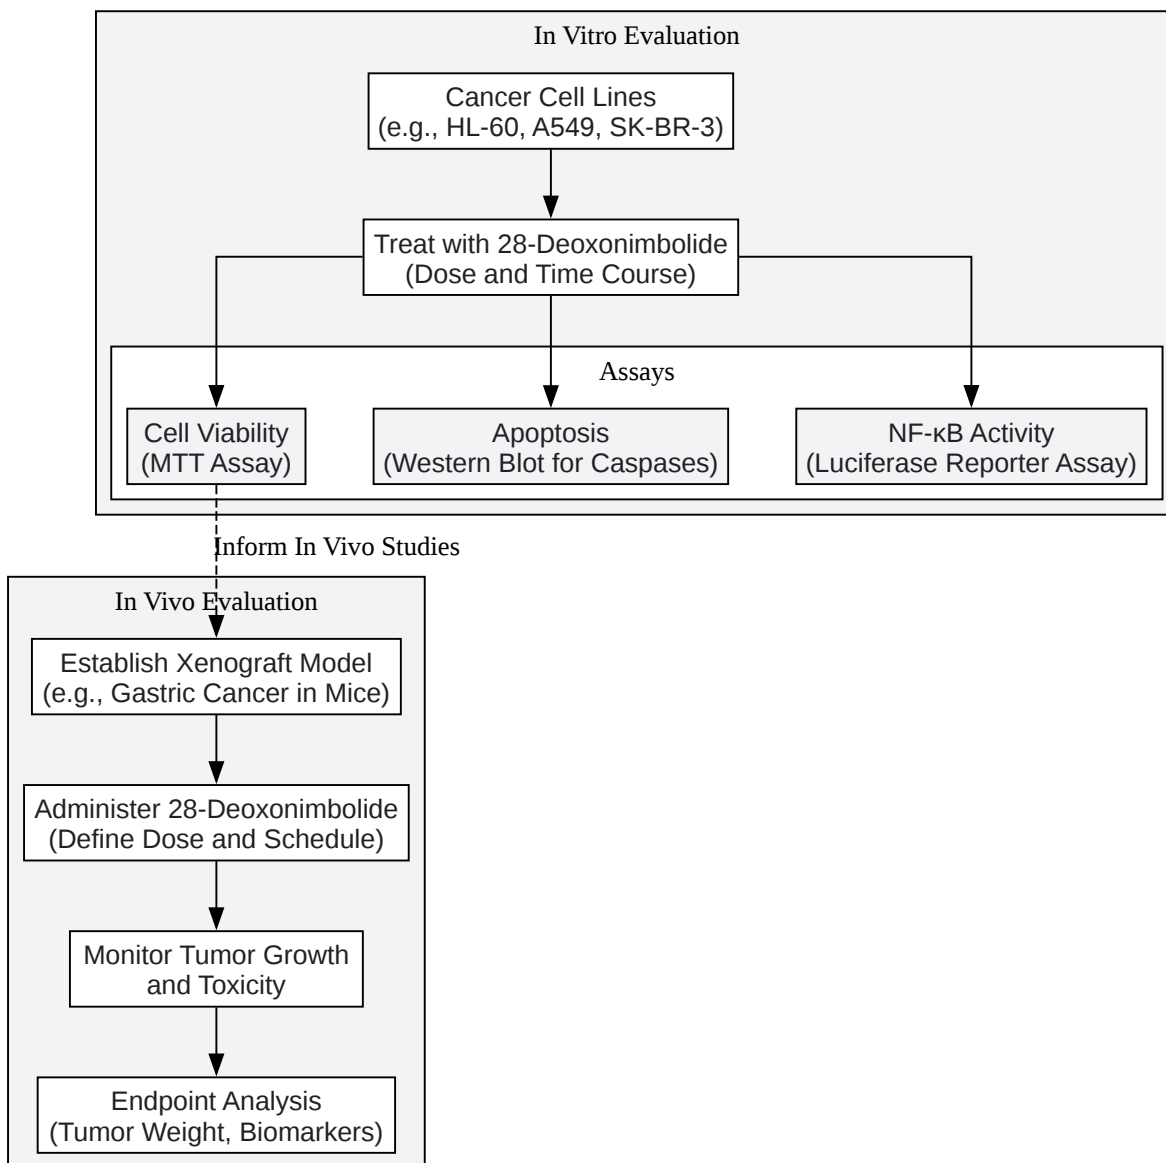 In Vitro Evaluation
Cancer Cell Lines
(e.g., HL-60, A549, SK-BR-3)
Treat with 28-Deoxonimbolide
(Dose and Time Course)
Assays
Cell Viability
(MTT Assay)
Apoptosis
(Western Blot for Caspases)
NF-κB Activity
(Luciferase Reporter Assay)
Inform In Vivo Studies
In Vivo Evaluation
Establish Xenograft Model
(e.g., Gastric Cancer in Mice)
Administer 28-Deoxonimbolide
(Define Dose and Schedule)
Monitor Tumor Growth
and Toxicity
Endpoint Analysis
(Tumor Weight, Biomarkers)